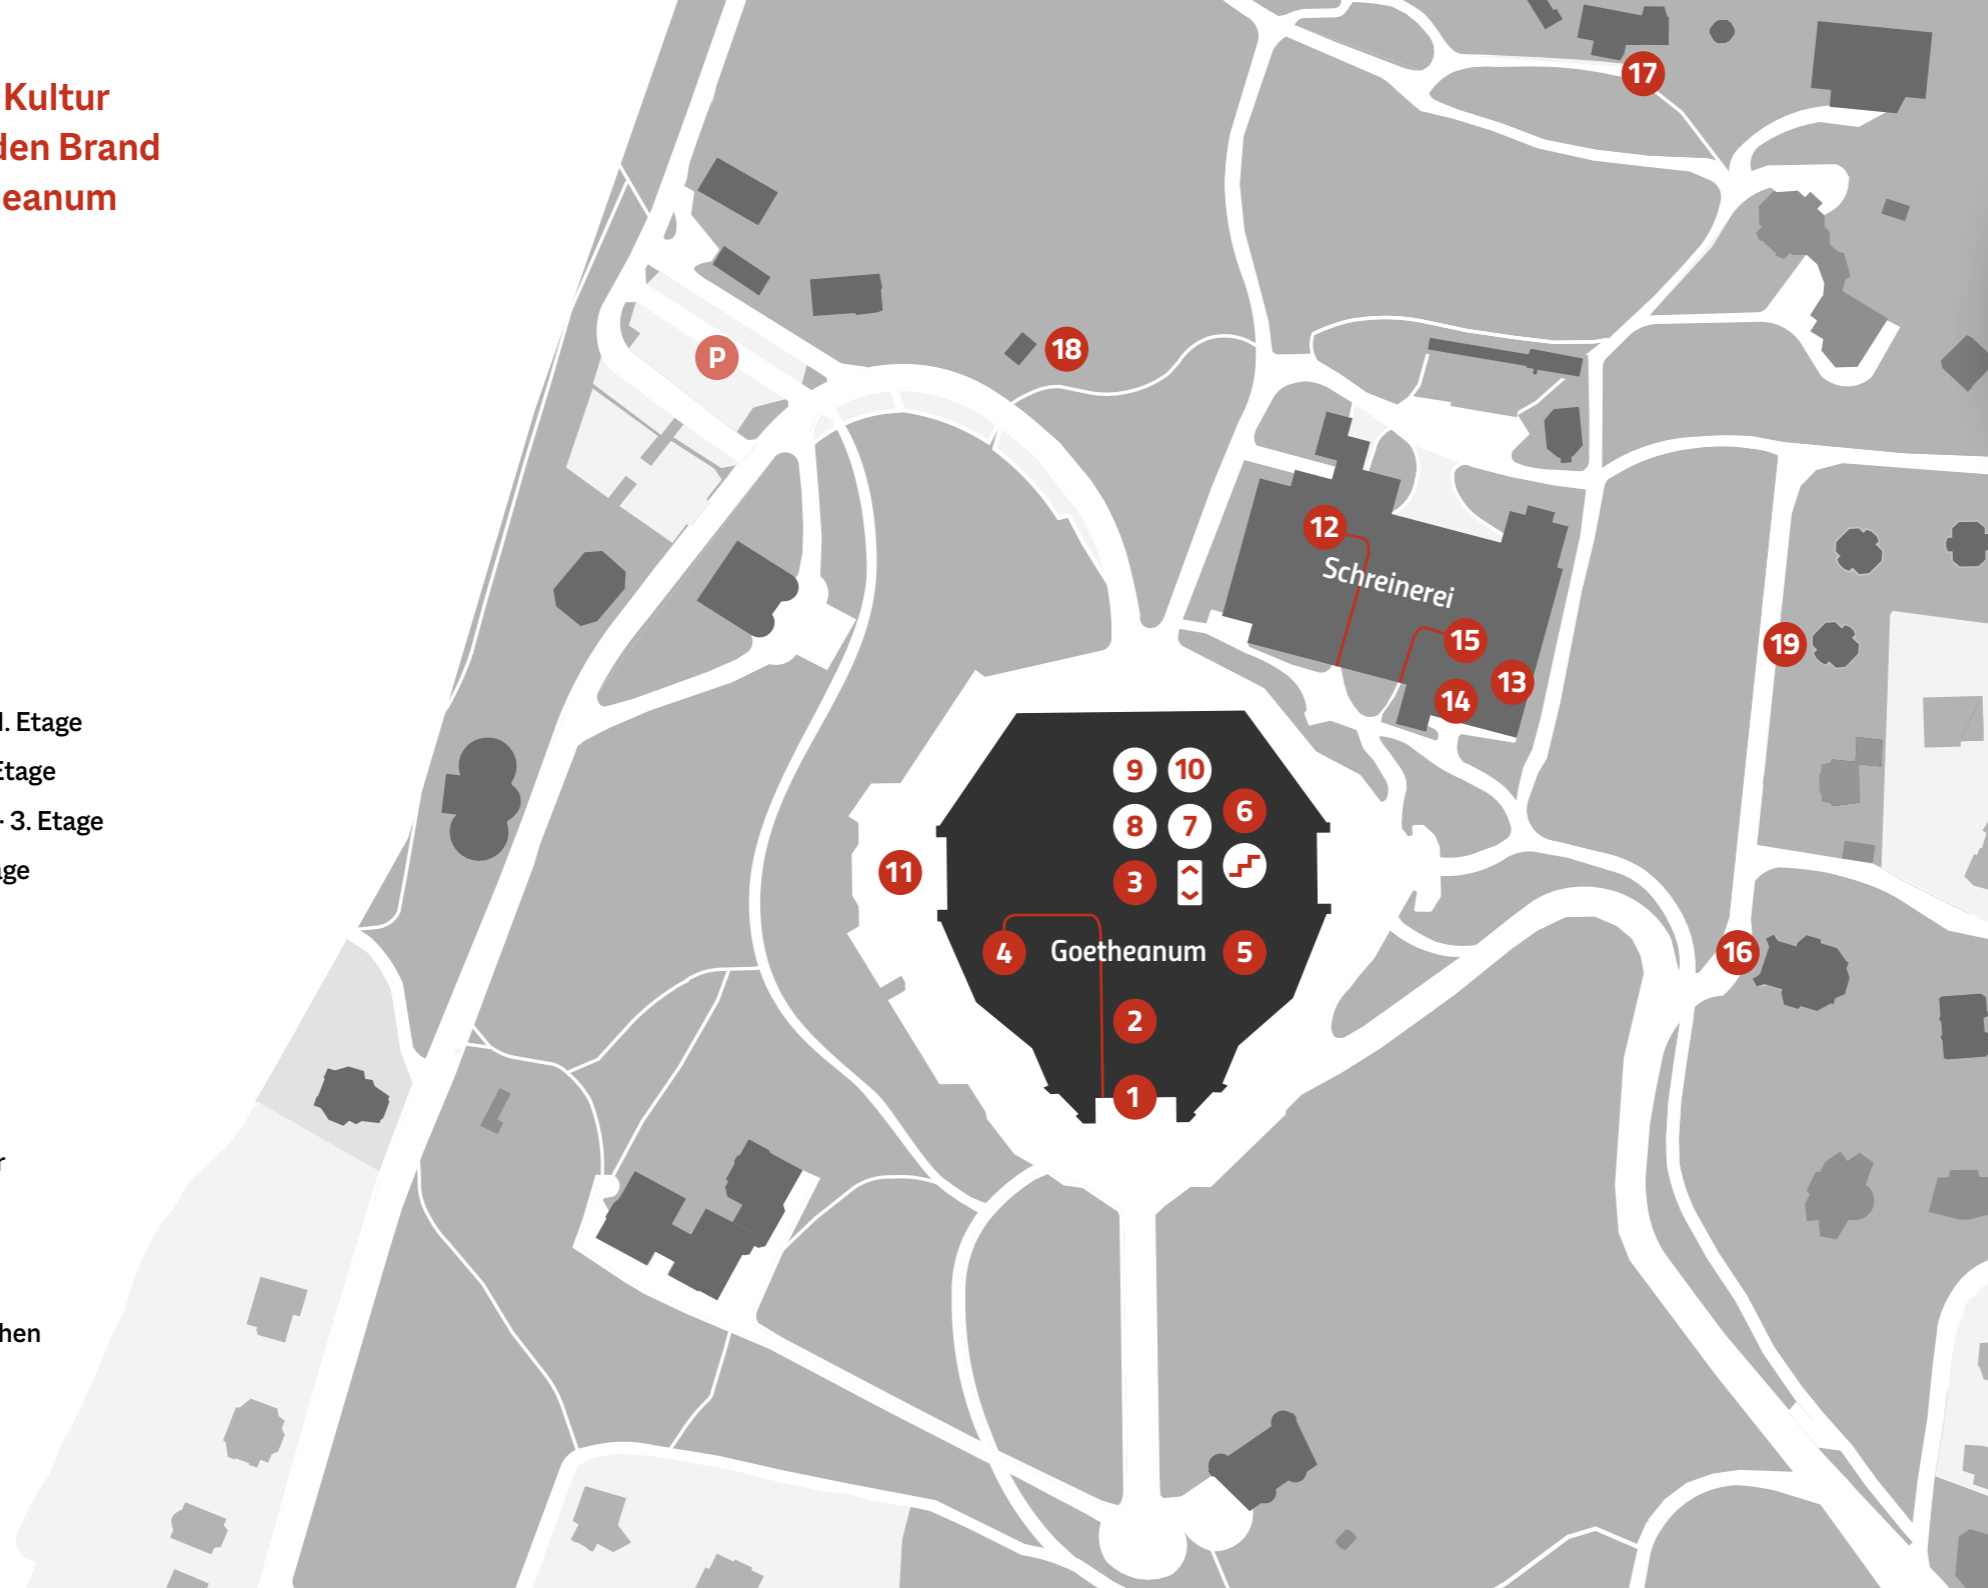 Kultur
den Brand
eanum
1. Etage
Etage
· 3. Etage
ge
r
hen
17
P
18
12
Schreinerei
15
13
14
19
9 10
6
8 7
11
3
4 Goetheanum 5
16
2
1